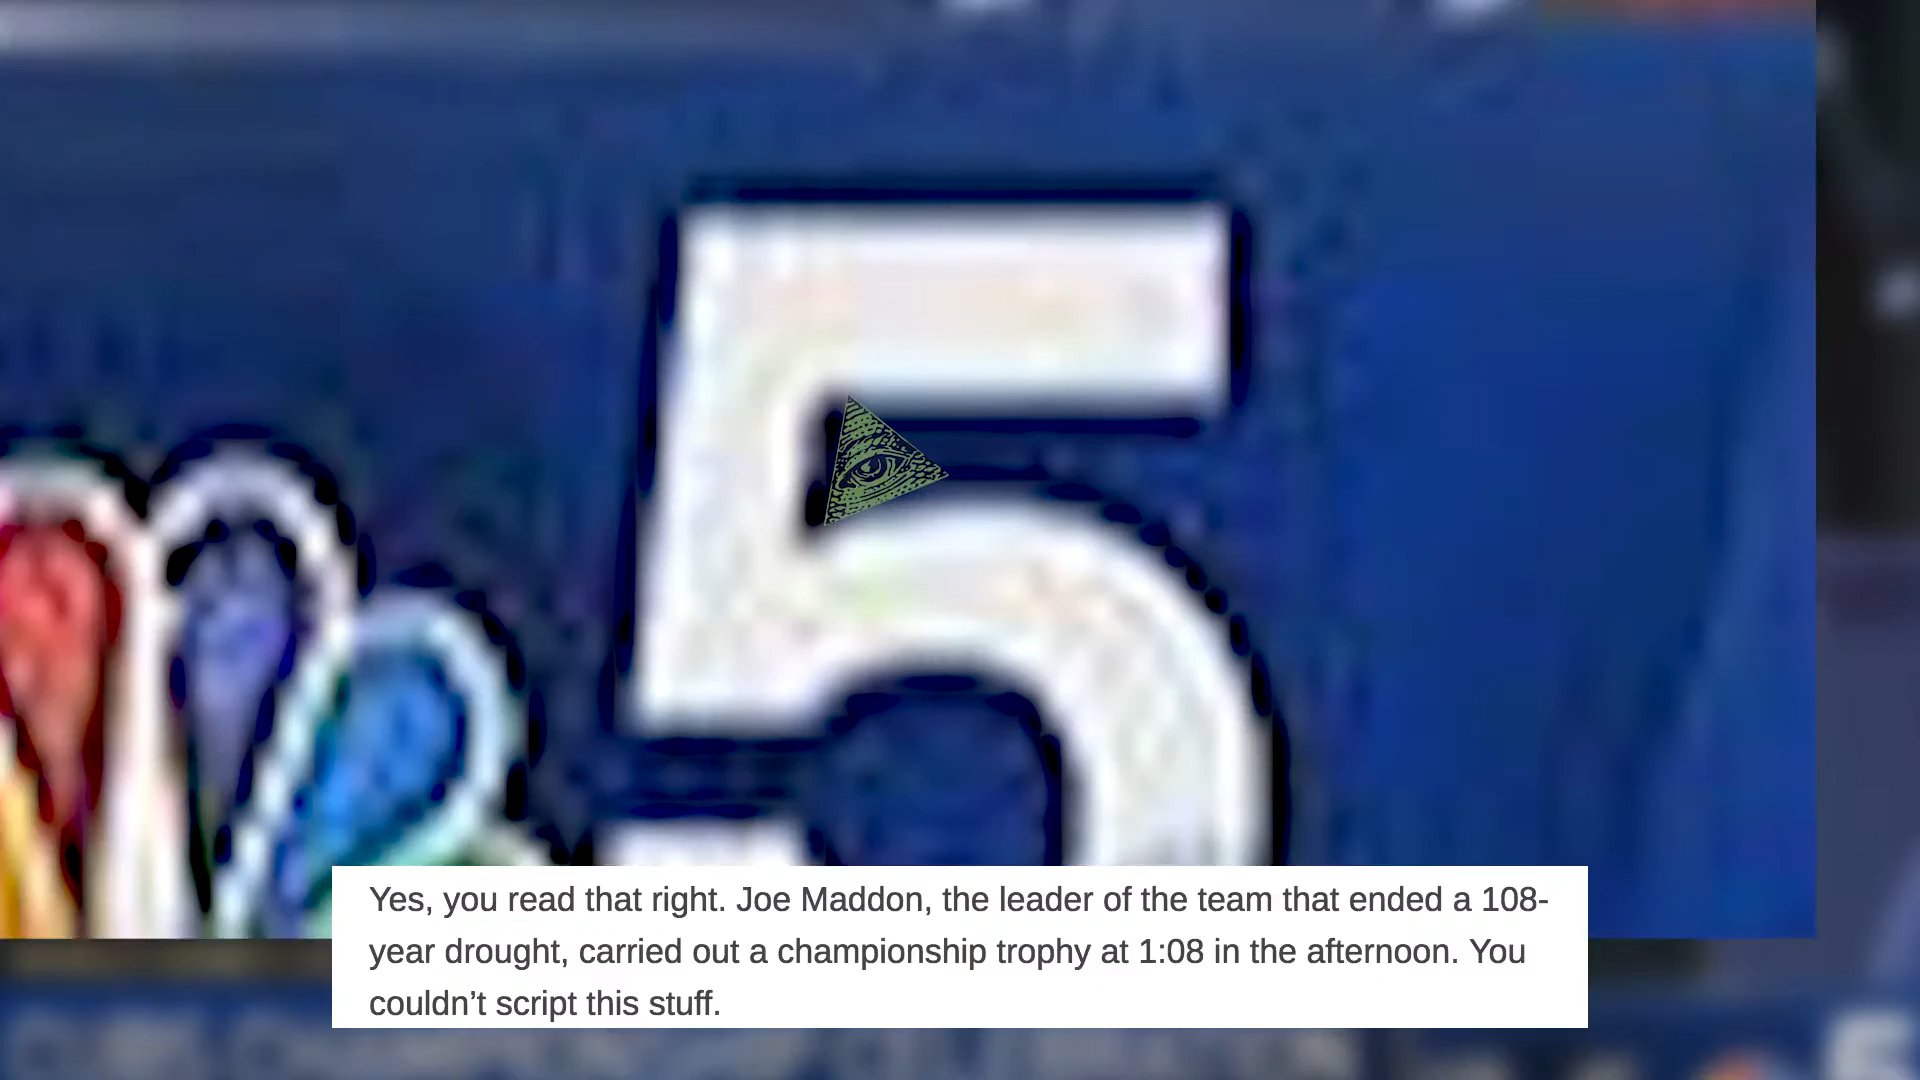 5
Yes, you read that right. Joe Maddon, the leader of the team that ended a 108-
year drought, carried out a championship trophy at 1:08 in the afternoon. You
couldn’t script this stuff.